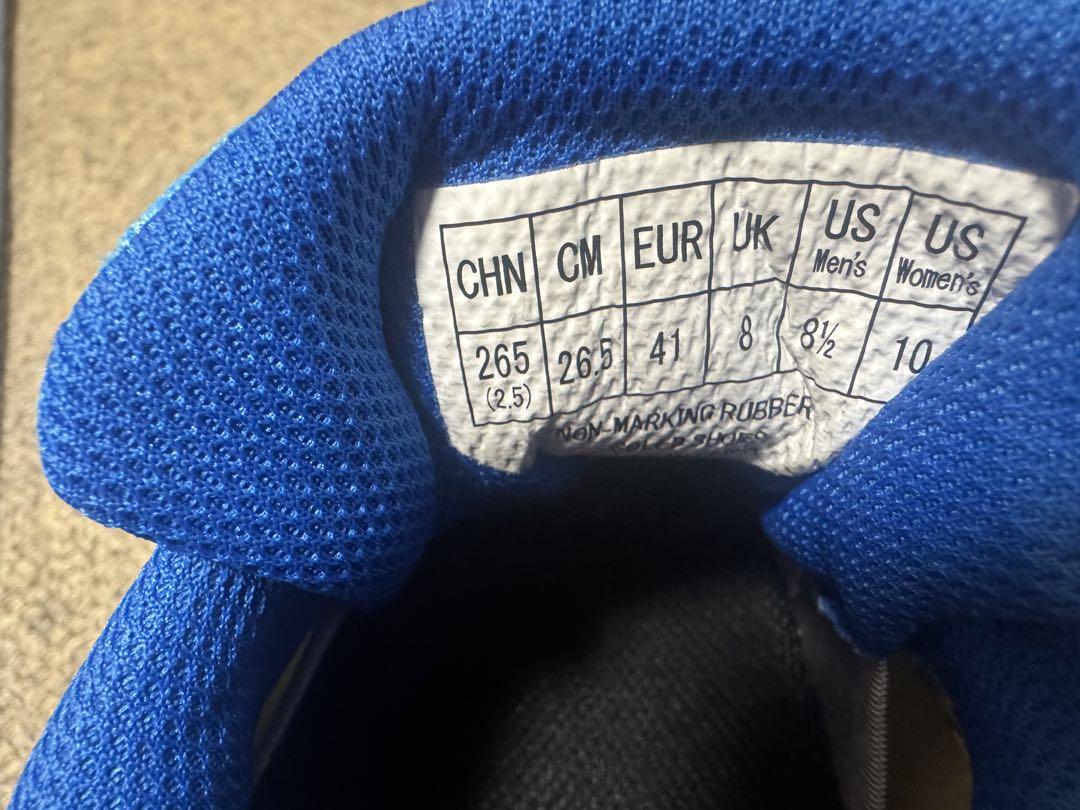 CHN CM EUR UK US Men's US Women's
265 (2.5) 26.5 41 8 8½ 10
NON-MARKING RUBBER
SHOES